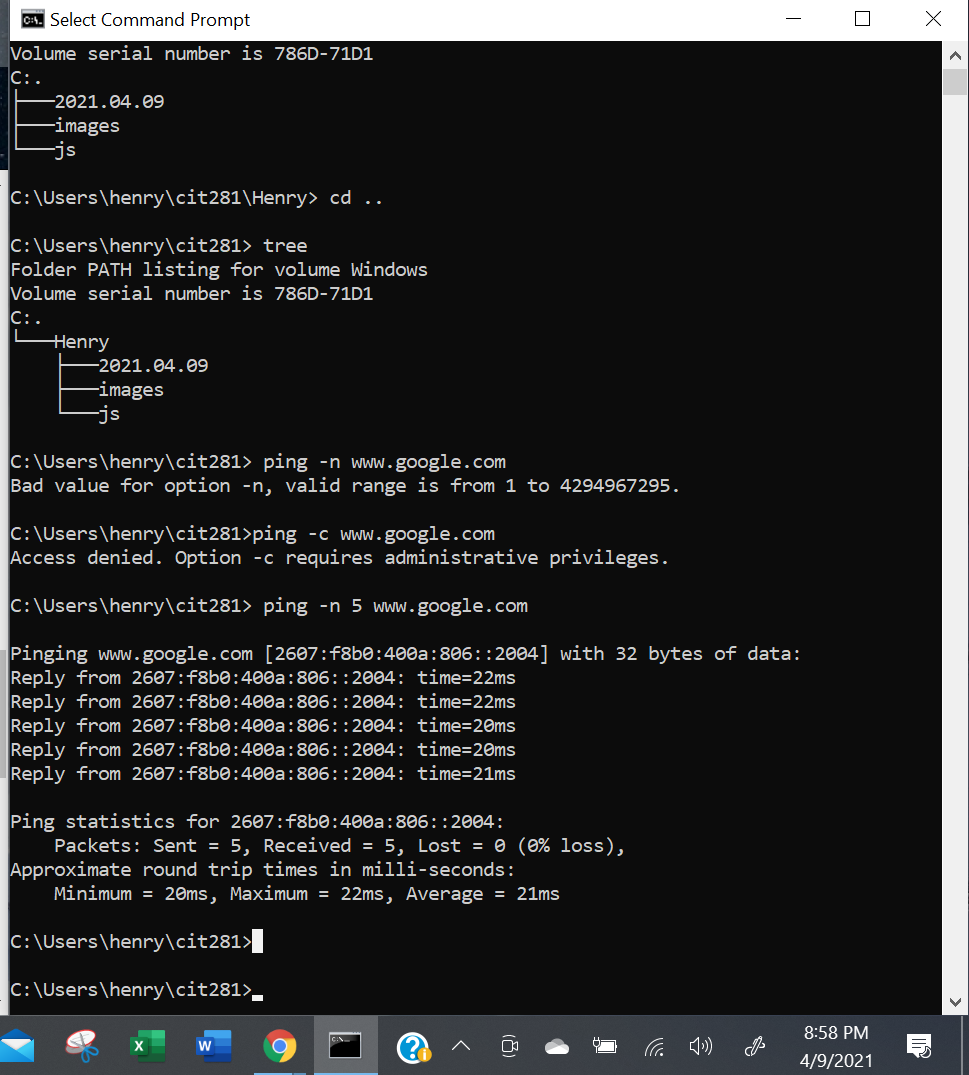 Select Command Prompt
Volume serial number is 786D-71D1
C:.
├───2021.04.09
├───images
└───js
C:\Users\henry\cit281\Henry> cd ..
C:\Users\henry\cit281> tree
Folder PATH listing for volume Windows
Volume serial number is 786D-71D1
C:.
└───Henry
    ├───2021.04.09
    ├───images
    └───js
C:\Users\henry\cit281> ping -n www.google.com
Bad value for option -n, valid range is from 1 to 4294967295.
C:\Users\henry\cit281>ping -c www.google.com
Access denied. Option -c requires administrative privileges.
C:\Users\henry\cit281> ping -n 5 www.google.com
Pinging www.google.com [2607:f8b0:400a:806::2004] with 32 bytes of data:
Reply from 2607:f8b0:400a:806::2004: time=22ms
Reply from 2607:f8b0:400a:806::2004: time=22ms
Reply from 2607:f8b0:400a:806::2004: time=20ms
Reply from 2607:f8b0:400a:806::2004: time=20ms
Reply from 2607:f8b0:400a:806::2004: time=21ms
Ping statistics for 2607:f8b0:400a:806::2004:
    Packets: Sent = 5, Received = 5, Lost = 0 (0% loss),
Approximate round trip times in milli-seconds:
    Minimum = 20ms, Maximum = 22ms, Average = 21ms
C:\Users\henry\cit281>
C:\Users\henry\cit281>
8:58 PM
4/9/2021